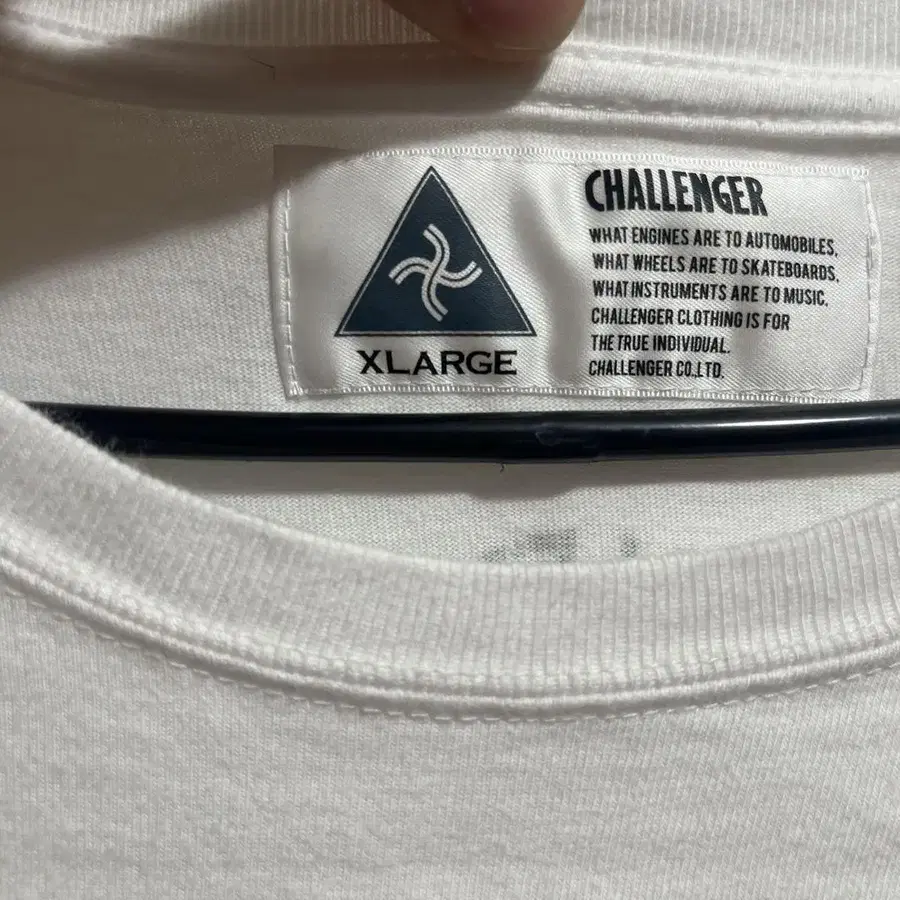 XLARGE
CHALLENGER
WHAT ENGINES ARE TO AUTOMOBILES,
WHAT WHEELS ARE TO SKATEBOARDS,
WHAT INSTRUMENTS ARE TO MUSIC,
CHALLENGER CLOTHING IS FOR
THE TRUE INDIVIDUAL.
CHALLENGER CO.,LTD.